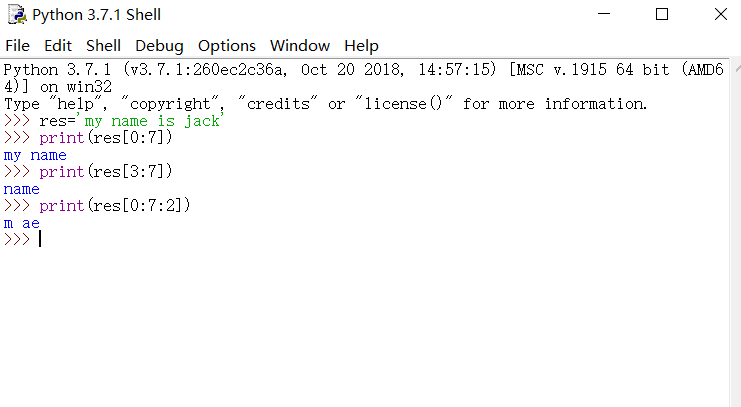 Python 3.7.1 Shell
File Edit Shell Debug Options Window Help
Python 3.7.1 (v3.7.1:260ec2c36a, Oct 20 2018, 14:57:15) [MSC v.1915 64 bit (AMD6
4)] on win32
Type "help", "copyright", "credits" or "license()" for more information.
>>> res='my name is jack'
>>> print(res[0:7])
my name
>>> print(res[3:7])
name
>>> print(res[0:7:2])
m ae
>>>